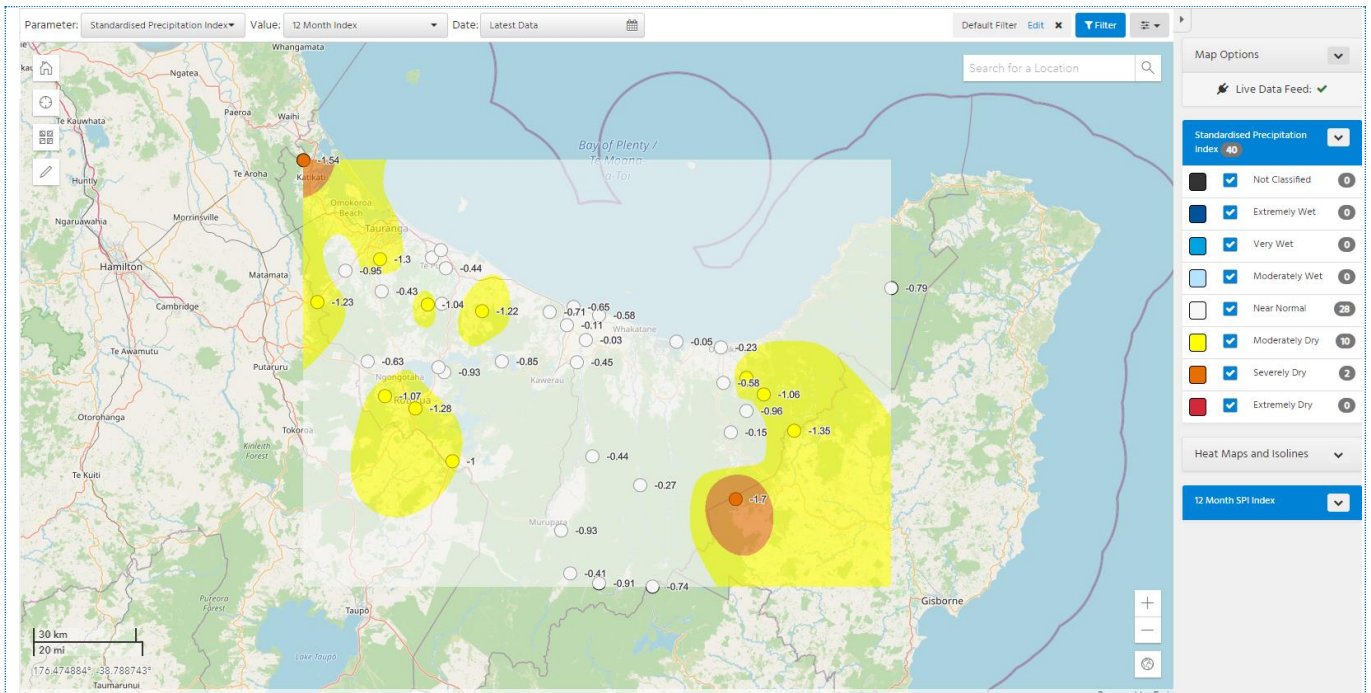 Parameter: Standardised Precipitation Index Value: 12 Month Index Date: Latest Data Default Filter Edit × Filter
Search for a Location
Whangamata
Ngatea
Te Kauwhata
Paeroa
Waihi
Bay of Plenty /
Te Moana
a-Toi
-1.54
Katikati
Te Aroha
Huntly
Omokoroa
Beach
Ngaruawahia
Morrinsville
Tauranga
Hamilton
Matamata
-1.3
-0.95
-0.44
-0.43
-0.79
Cambridge
-1.23
-1.04
-1.22
-0.71
-0.65
-0.58
-0.11
Whakatane
-0.03
-0.05
-0.23
Te Awamutu
Putaruru
-0.63
-0.93
-0.85
-0.45
Ngongotaha
Kawerau
-0.58
-1.07
Rotorua
-1.28
-1.06
-0.96
Otorohanga
Tokoroa
-0.15
-1.35
Kinleith
Forest
-1
-0.44
Te Kuiti
-0.27
-1.7
Murupara
-0.93
-0.41
-0.91
-0.74
Pureora
Forest
Taupō
Gisborne
30 km
20 mi
Lake Taupō
176.474884° -38.788743°
Taumarunui
Map Options
Live Data Feed: ✔
Standardised Precipitation
Index 40
Not Classified 0
Extremely Wet 0
Very Wet 0
Moderately Wet 0
Near Normal 28
Moderately Dry 10
Severely Dry 2
Extremely Dry 0
Heat Maps and Isolines
12 Month SPI Index